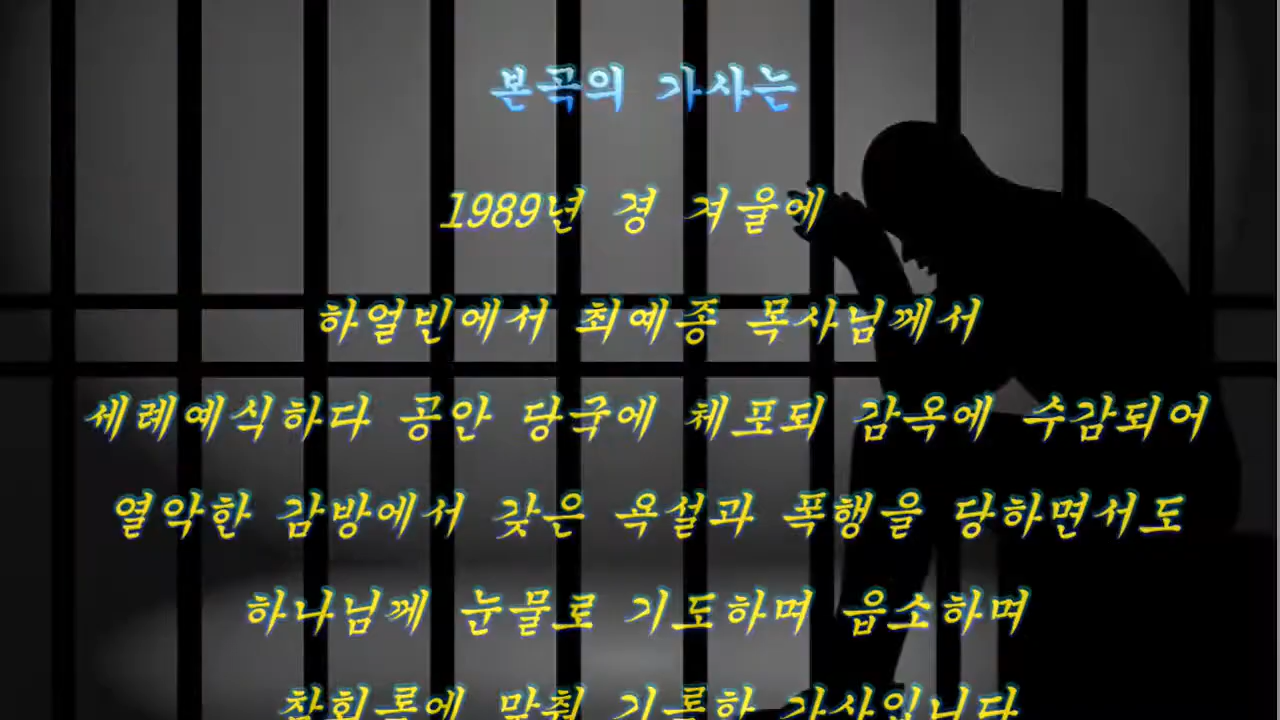 본곡의 가사는
1989년 경 겨울에
하얼빈에서 최예종 목사님께서
세례예식하다 공안 당국에 체포되 감옥에 수감되어
열악한 감방에서 갖은 욕설과 폭행을 당하면서도
하나님께 눈물로 기도하며 읍소하며
참회록에 맞춰 기록한 가사입니다